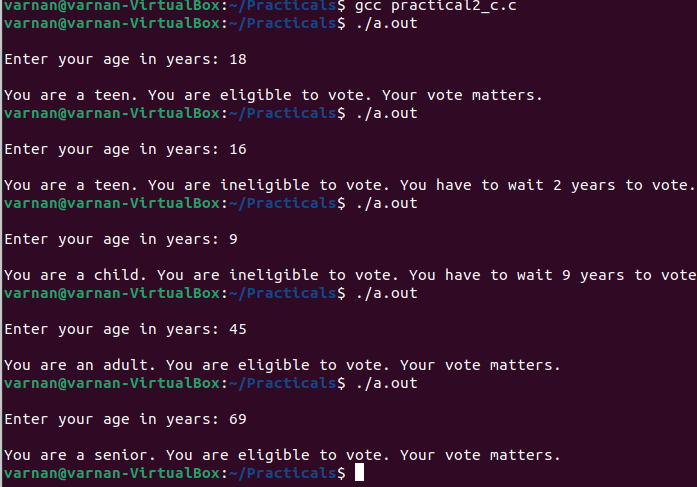 varnan@varnan-VirtualBox:~/Practicals$ gcc practical2_c.c
varnan@varnan-VirtualBox:~/Practicals$ ./a.out
Enter your age in years: 18
You are a teen. You are eligible to vote. Your vote matters.
varnan@varnan-VirtualBox:~/Practicals$ ./a.out
Enter your age in years: 16
You are a teen. You are ineligible to vote. You have to wait 2 years to vote.
varnan@varnan-VirtualBox:~/Practicals$ ./a.out
Enter your age in years: 9
You are a child. You are ineligible to vote. You have to wait 9 years to vote
varnan@varnan-VirtualBox:~/Practicals$ ./a.out
Enter your age in years: 45
You are an adult. You are eligible to vote. Your vote matters.
varnan@varnan-VirtualBox:~/Practicals$ ./a.out
Enter your age in years: 69
You are a senior. You are eligible to vote. Your vote matters.
varnan@varnan-VirtualBox:~/Practicals$